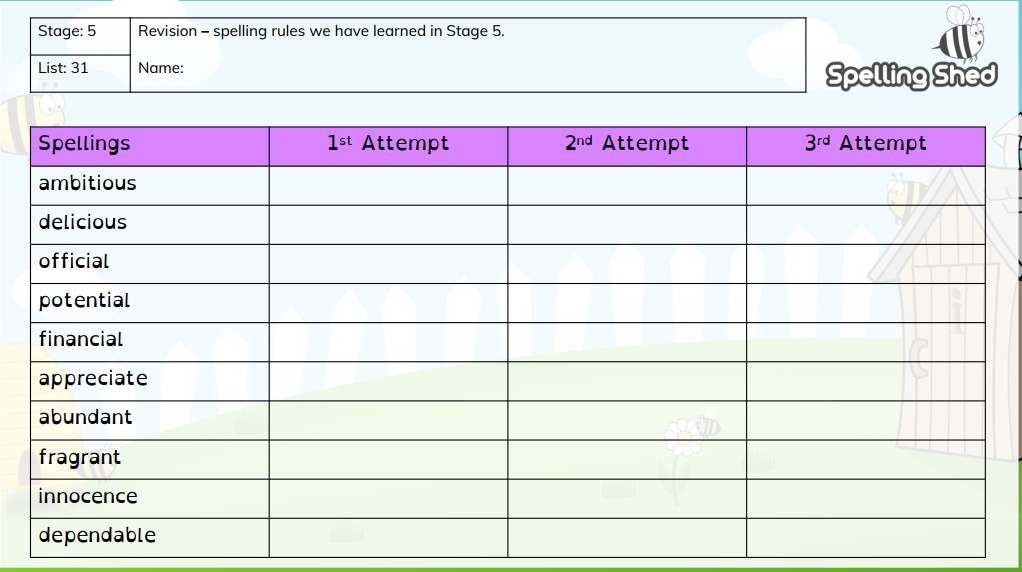 Stage: 5
Revision – spelling rules we have learned in Stage 5.
List: 31
Name:
Spelling Shed
Spellings 1st Attempt 2nd Attempt 3rd Attempt
ambitious
delicious
official
potential
financial
appreciate
abundant
fragrant
innocence
dependable